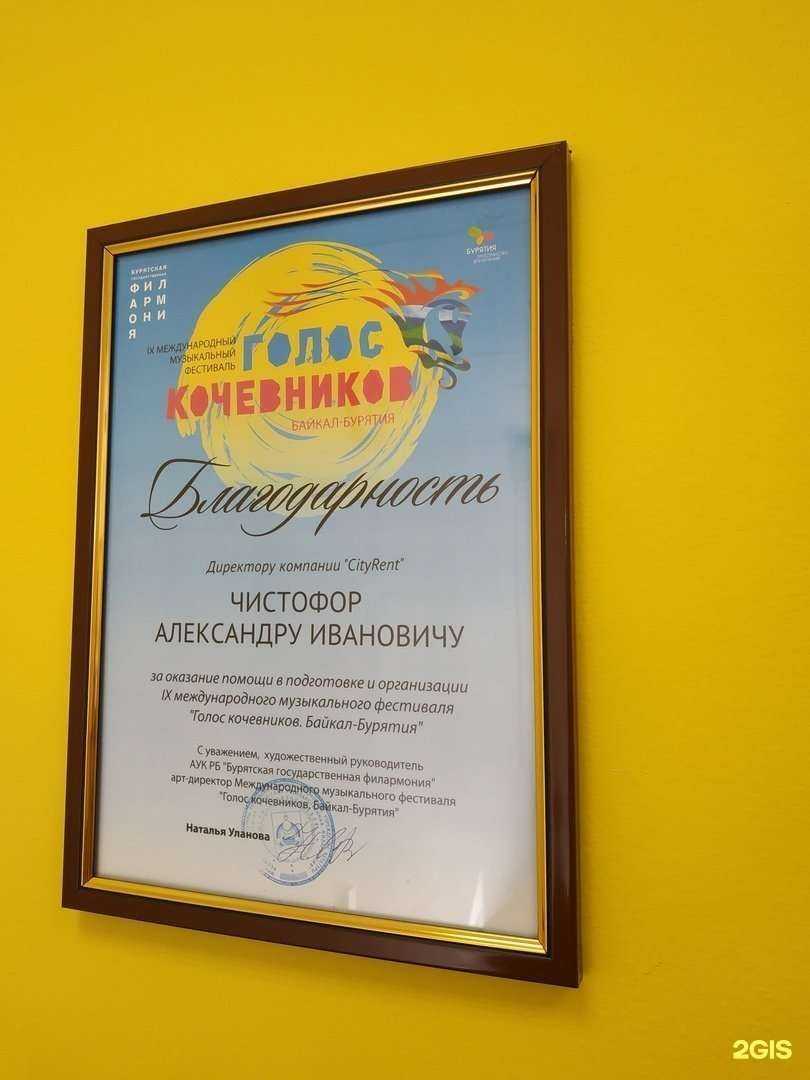 БУРЯТСКАЯ
ГОСУДАРСТВЕННАЯ
ФИЛ
АРМ
ОНИ
Я
БУРЯТИЯ
IX МЕЖДУНАРОДНЫЙ
МУЗЫКАЛЬНЫЙ
ФЕСТИВАЛЬ
ГОЛОС
КОЧЕВНИКОВ
БАЙКАЛ-БУРЯТИЯ
Благодарность
Директору компании "CityRent"
ЧИСТОФОР
АЛЕКСАНДРУ ИВАНОВИЧУ
за оказание помощи в подготовке и организации
IX международного музыкального фестиваля
"Голос кочевников. Байкал-Бурятия"
С уважением, художественный руководитель
АУК РБ "Бурятская государственная филармония"
арт-директор Международного музыкального фестиваля
"Голос кочевников. Байкал-Бурятия"
Наталья Уланова
2GIS